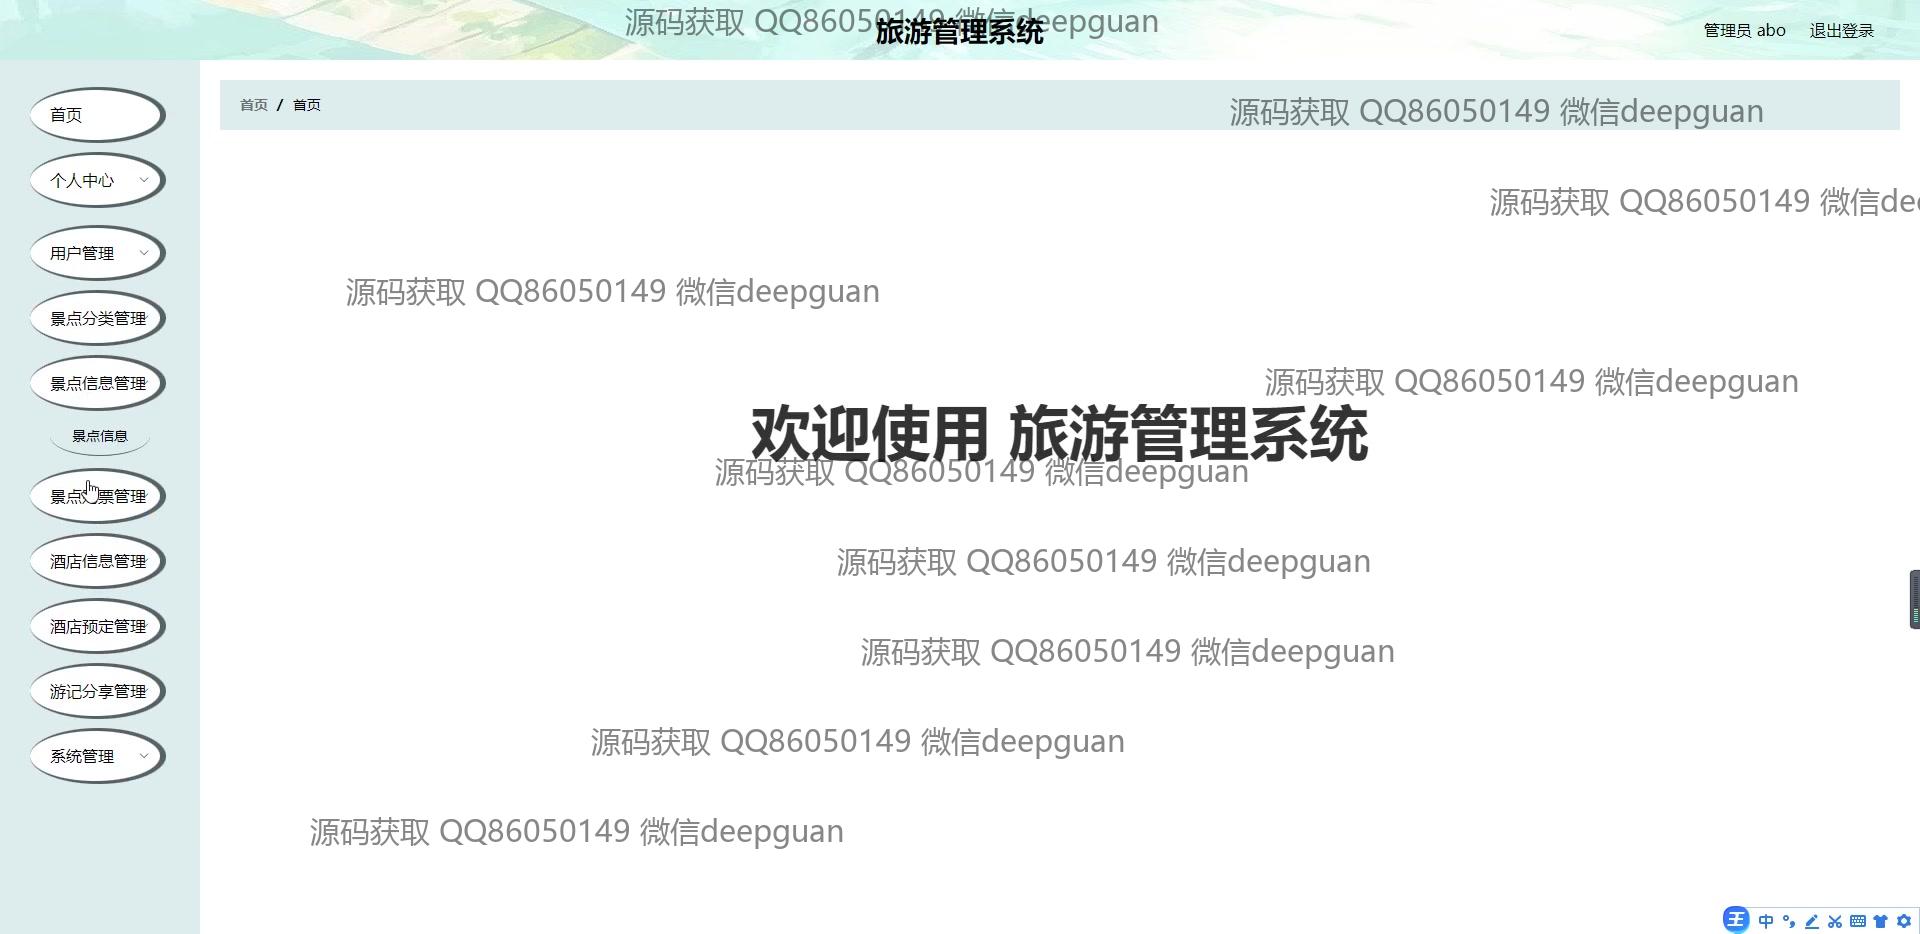 源码获取 QQ86050149 微信deepguan
旅游管理系统
管理员 abo
退出登录
首页
个人中心
用户管理
景点分类管理
景点信息管理
景点信息
景点购票管理
酒店信息管理
酒店预定管理
游记分享管理
系统管理
首页 / 首页
源码获取 QQ86050149 微信deepguan
源码获取 QQ86050149 微信dee
源码获取 QQ86050149 微信deepguan
源码获取 QQ86050149 微信deepguan
欢迎使用 旅游管理系统
源码获取 QQ86050149 微信deepguan
源码获取 QQ86050149 微信deepguan
源码获取 QQ86050149 微信deepguan
源码获取 QQ86050149 微信deepguan
源码获取 QQ86050149 微信deepguan
王 中